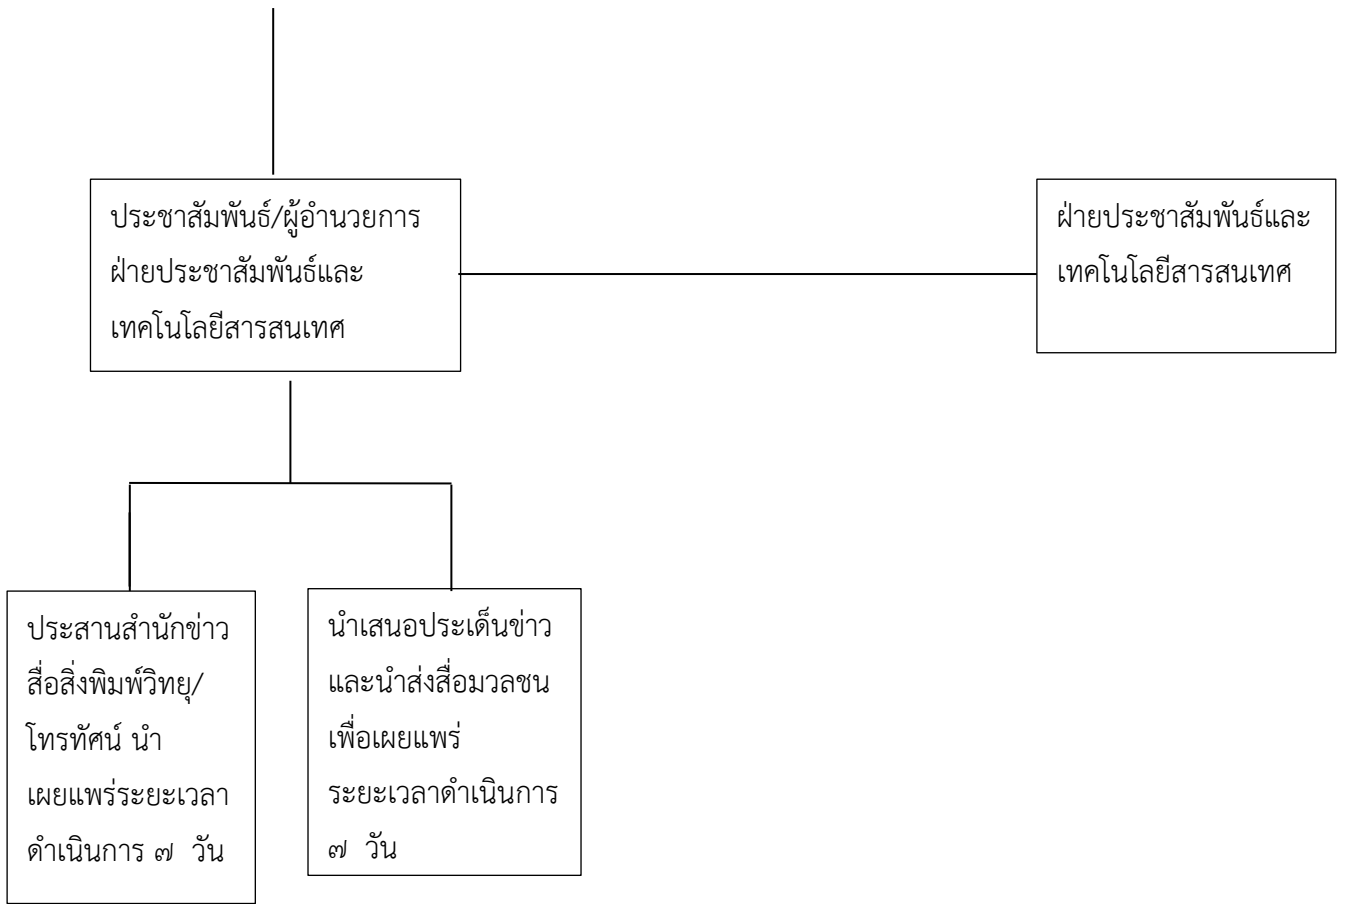 ประชาสัมพันธ์/ผู้อำนวยการ
ฝ่ายประชาสัมพันธ์และ
เทคโนโลยีสารสนเทศ
ฝ่ายประชาสัมพันธ์และ
เทคโนโลยีสารสนเทศ
ประสานสำนักข่าว
สื่อสิ่งพิมพ์วิทยุ/
โทรทัศน์ นำ
เผยแพร่ระยะเวลา
ดำเนินการ ๗ วัน
นำเสนอประเด็นข่าว
และนำส่งสื่อมวลชน
เพื่อเผยแพร่
ระยะเวลาดำเนินการ
๗ วัน